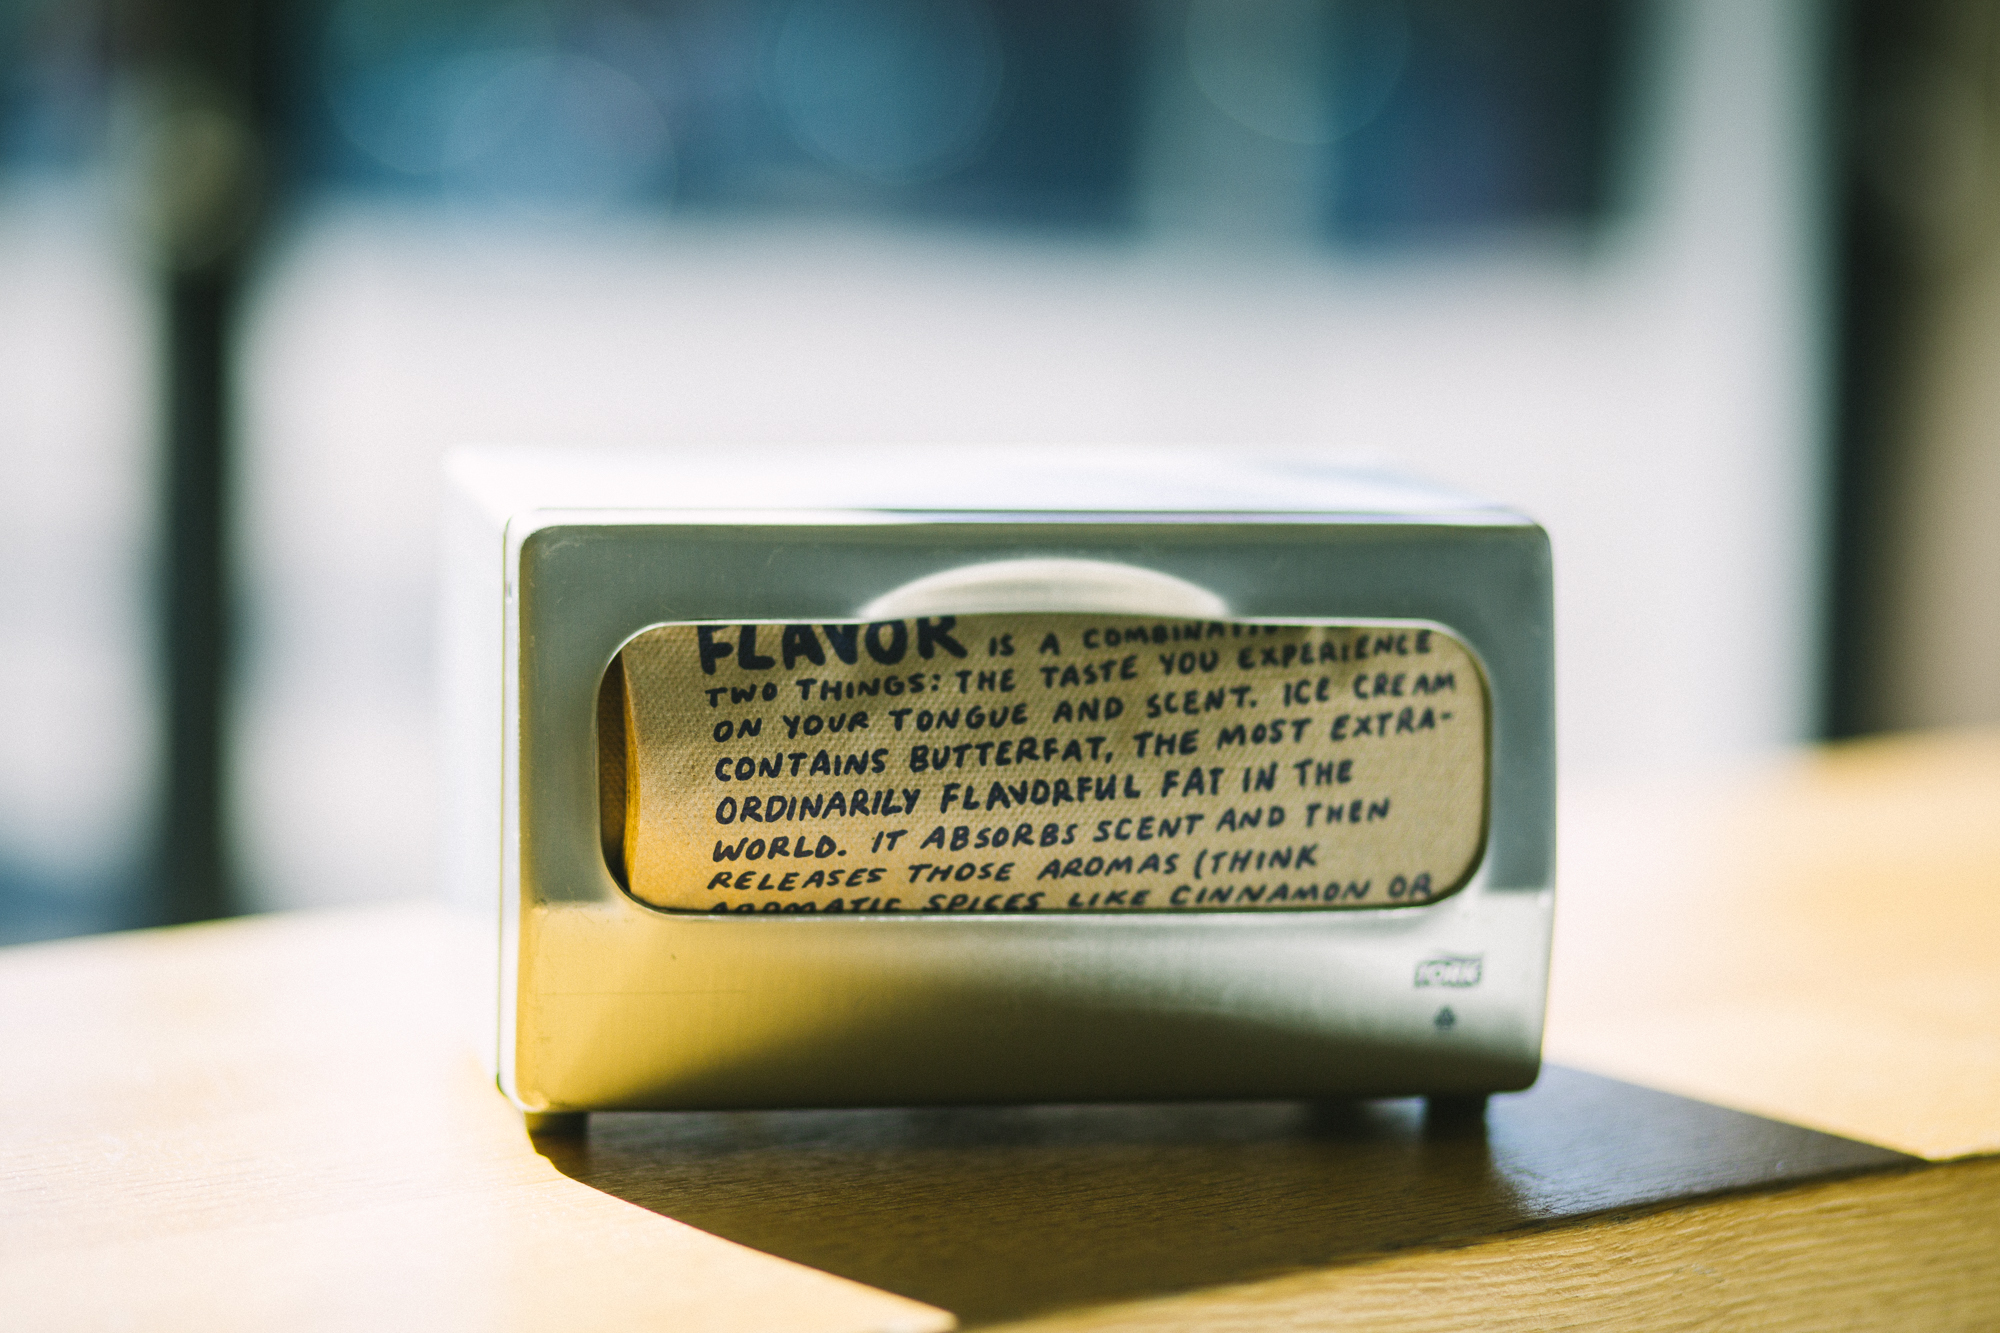 FLAVOR IS A COMBINATI
TWO THINGS: THE TASTE YOU EXPERIENCE
ON YOUR TONGUE AND SCENT. ICE CREAM
CONTAINS BUTTERFAT, THE MOST EXTRA-
ORDINARILY FLAVORFUL FAT IN THE
WORLD. IT ABSORBS SCENT AND THEN
RELEASES THOSE AROMAS (THINK
AROMATIC SPICES LIKE CINNAMON OR
TORK